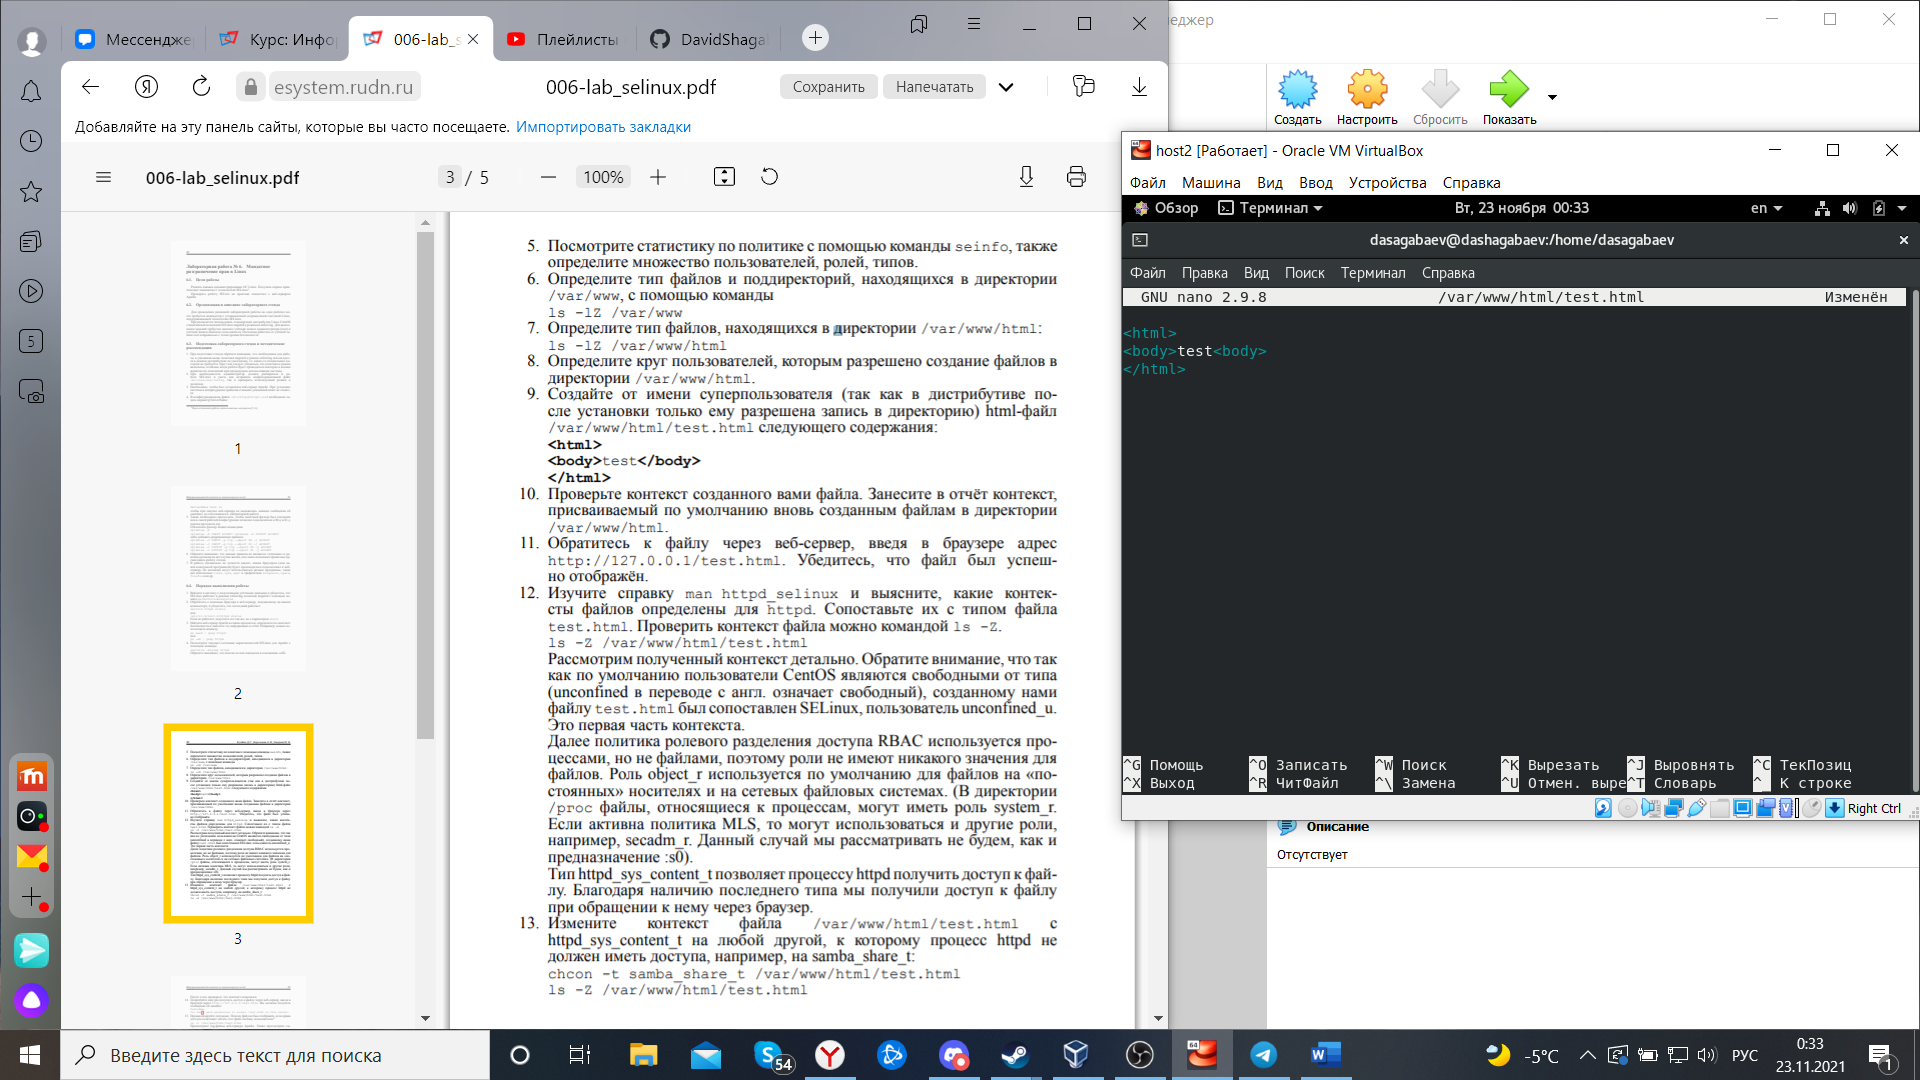 Мессендже
Курс: Инфо
006-lab_s
Плейлисты
DavidShaga
еджер
esystem.rudn.ru
006-lab_selinux.pdf
Сохранить
Напечатать
Добавляйте на эту панель сайты, которые вы часто посещаете. Импортировать закладки
006-lab_selinux.pdf
3 / 5
100%
1
2
3
5. Посмотрите статистику по политике с помощью команды seinfo, также
определите множество пользователей, ролей, типов.
6. Определите тип файлов и поддиректорий, находящихся в директории
/var/www, с помощью команды
ls -lZ /var/www
7. Определите тип файлов, находящихся в директории /var/www/html:
ls -lZ /var/www/html
8. Определите круг пользователей, которым разрешено создание файлов в
директории /var/www/html.
9. Создайте от имени суперпользователя (так как в дистрибутиве по-
сле установки только ему разрешена запись в директорию) html-файл
/var/www/html/test.html следующего содержания:
<html>
<body>test</body>
</html>
10. Проверьте контекст созданного вами файла. Занесите в отчёт контекст,
присваиваемый по умолчанию вновь созданным файлам в директории
/var/www/html.
11. Обратитесь к файлу через веб-сервер, введя в браузере адрес
http://127.0.0.1/test.html. Убедитесь, что файл был успеш-
но отображён.
12. Изучите справку man httpd_selinux и выясните, какие контек-
сты файлов определены для httpd. Сопоставьте их с типом файла
test.html. Проверить контекст файла можно командой ls -Z.
ls -Z /var/www/html/test.html
Рассмотрим полученный контекст детально. Обратите внимание, что так
как по умолчанию пользователи CentOS являются свободными от типа
(unconfined в переводе с англ. означает свободный), созданному нами
файлу test.html был сопоставлен SELinux, пользователь unconfined_u.
Это первая часть контекста.
Далее политика ролевого разделения доступа RBAC используется про-
цессами, но не файлами, поэтому роли не имеют никакого значения для
файлов. Роль object_r используется по умолчанию для файлов на «по-
стоянных» носителях и на сетевых файловых системах. (В директории
/proc файлы, относящиеся к процессам, могут иметь роль system_r.
Если активна политика MLS, то могут использоваться и другие роли,
например, secadm_r. Данный случай мы рассматривать не будем, как и
предназначение :s0).
Тип httpd_sys_content_t позволяет процессу httpd получить доступ к фай-
лу. Благодаря наличию последнего типа мы получили доступ к файлу
при обращении к нему через браузер.
13. Измените контекст файла /var/www/html/test.html с
httpd_sys_content_t на любой другой, к которому процесс httpd не
должен иметь доступа, например, на samba_share_t:
chcon -t samba_share_t /var/www/html/test.html
ls -Z /var/www/html/test.html
Создать Настроить Сбросить Показать
host2 [Работает] - Oracle VM VirtualBox
Файл Машина Вид Ввод Устройства Справка
Обзор Терминал Вт, 23 ноября 00:33 en
dasagabaev@dashagabaev:/home/dasagabaev
Файл Правка Вид Поиск Терминал Справка
GNU nano 2.9.8 /var/www/html/test.html Изменён
<html>
<body>test<body>
</html>
^G Помощь ^O Записать ^W Поиск ^K Вырезать ^J Выровнять ^C ТекПозиц
^X Выход ^R ЧитФайл ^\ Замена ^U Отмен. выре^T Словарь ^_ К строке
Right Ctrl
Описание
Отсутствует
Введите здесь текст для поиска
54
-5°C
РУС
0:33
23.11.2021
1